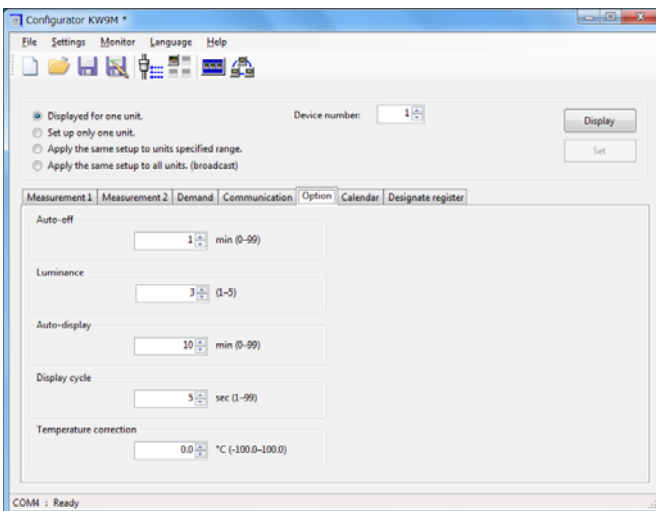 Configurator KW9M *
File Settings Monitor Language Help
Displayed for one unit. Device number: 1
Set up only one unit.
Apply the same setup to units specified range.
Apply the same setup to all units. (broadcast)
Display
Set
Measurement 1 Measurement 2 Demand Communication Option Calendar Designate register
Auto-off
1 min (0-99)
Luminance
3 (1-5)
Auto-display
10 min (0-99)
Display cycle
5 sec (1-99)
Temperature correction
0.0 °C (-100.0-100.0)
COM4 : Ready